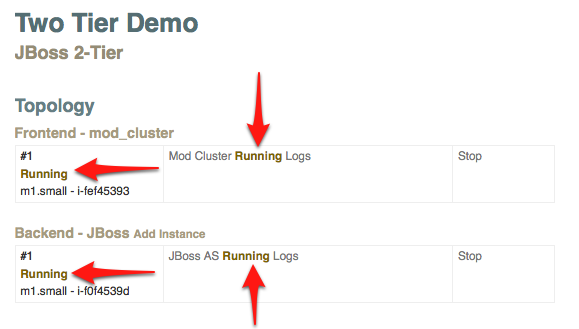 Two Tier Demo
JBoss 2-Tier
Topology
Frontend - mod_cluster
#1
Running
m1.small - i-fef45393
Mod Cluster Running Logs
Stop
Backend - JBoss Add Instance
#1
Running
m1.small - i-f0f4539d
JBoss AS Running Logs
Stop